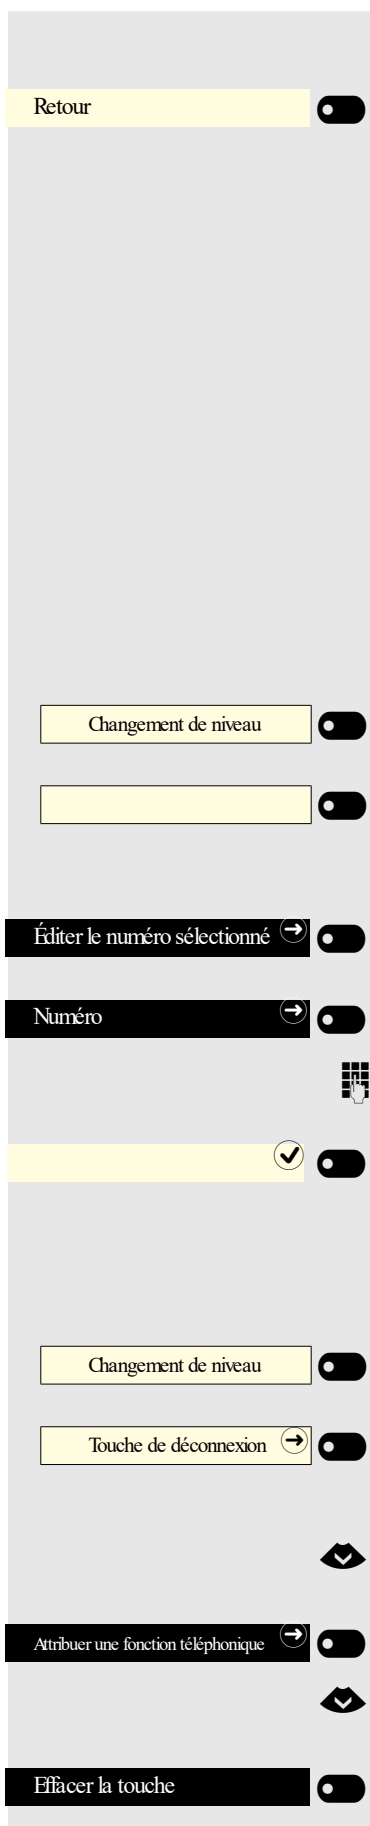 Retour
Changement de niveau
Éditer le numéro sélectionné
Numéro
Changement de niveau
Touche de déconnexion
Attribuer une fonction téléphonique
Effacer la touche